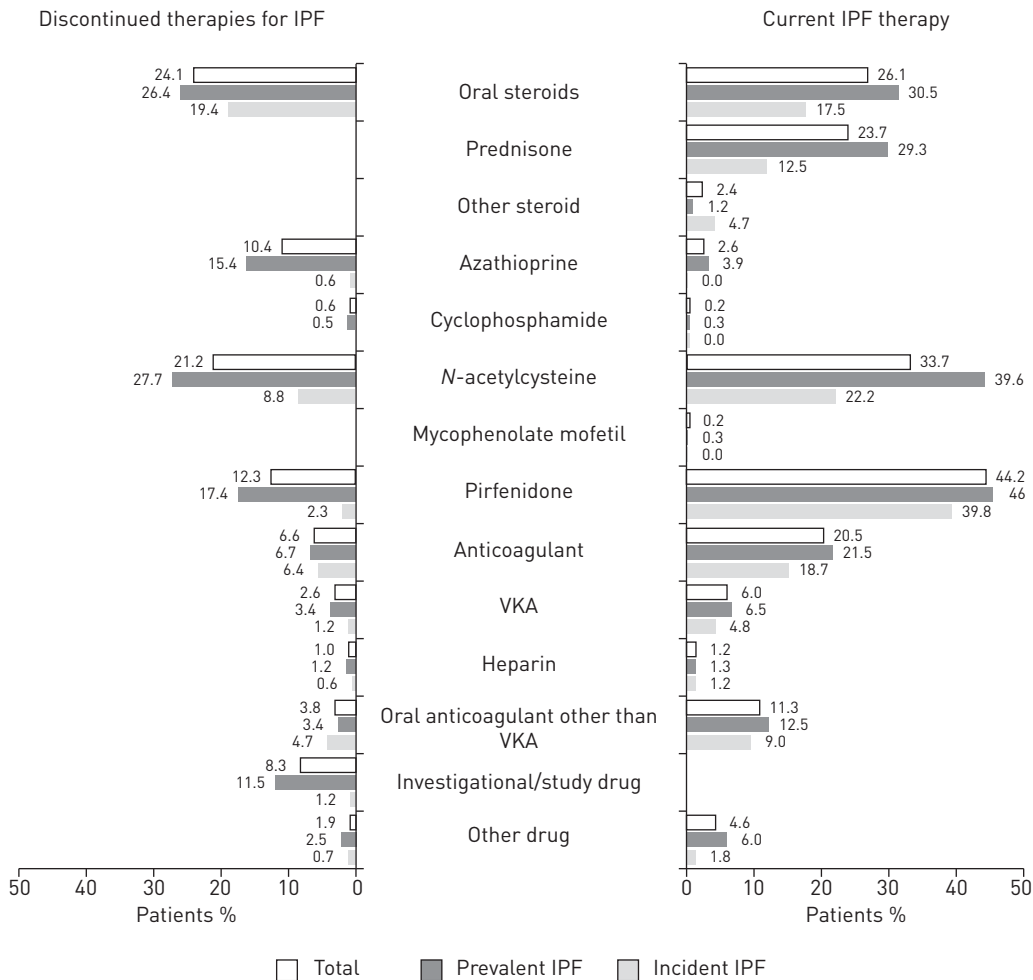 Discontinued therapies for IPF
Current IPF therapy
24.1 Oral steroids 26.1
26.4 30.5
19.4 17.5
Prednisone 23.7
29.3
12.5
Other steroid 2.4
1.2
4.7
10.4 Azathioprine 2.6
15.4 3.9
0.6 0.0
0.6 Cyclophosphamide 0.2
0.5 0.3
0.0
21.2 N-acetylcysteine 33.7
27.7 39.6
8.8 22.2
Mycophenolate mofetil 0.2
0.3
0.0
12.3 Pirfenidone 44.2
17.4 46
2.3 39.8
6.6 Anticoagulant 20.5
6.7 21.5
6.4 18.7
2.6 VKA 6.0
3.4 6.5
1.2 4.8
1.0 Heparin 1.2
1.2 1.3
0.6 1.2
3.8 Oral anticoagulant other than 11.3
3.4 VKA 12.5
4.7 9.0
8.3 Investigational/study drug
11.5
1.2
1.9 Other drug 4.6
2.5 6.0
0.7 1.8
50 40 30 20 10 0 0 10 20 30 40 50
Patients % Patients %
Total Prevalent IPF Incident IPF